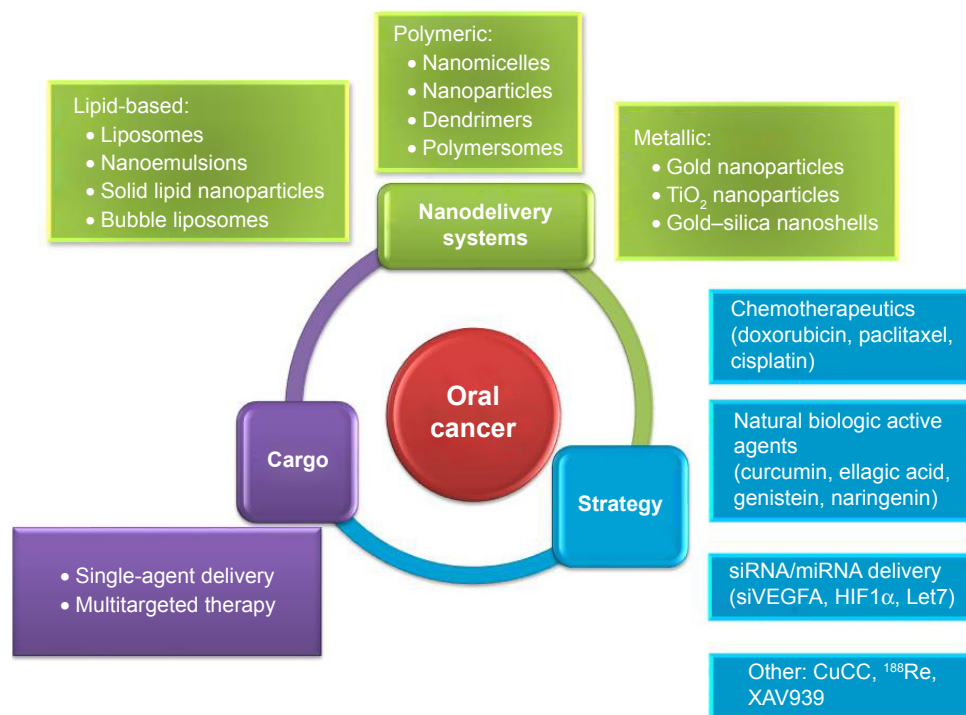 Polymeric:
• Nanomicelles
• Nanoparticles
• Dendrimers
• Polymersomes
Lipid-based:
• Liposomes
• Nanoemulsions
• Solid lipid nanoparticles
• Bubble liposomes
Metallic:
• Gold nanoparticles
• TiO₂ nanoparticles
• Gold–silica nanoshells
Nanodelivery
systems
Oral
cancer
Cargo
Strategy
• Single-agent delivery
• Multitargeted therapy
Chemotherapeutics
(doxorubicin, paclitaxel,
cisplatin)
Natural biologic active
agents
(curcumin, ellagic acid,
genistein, naringenin)
siRNA/miRNA delivery
(siVEGFA, HIF1α, Let7)
Other: CuCC, ¹⁸⁸Re,
XAV939